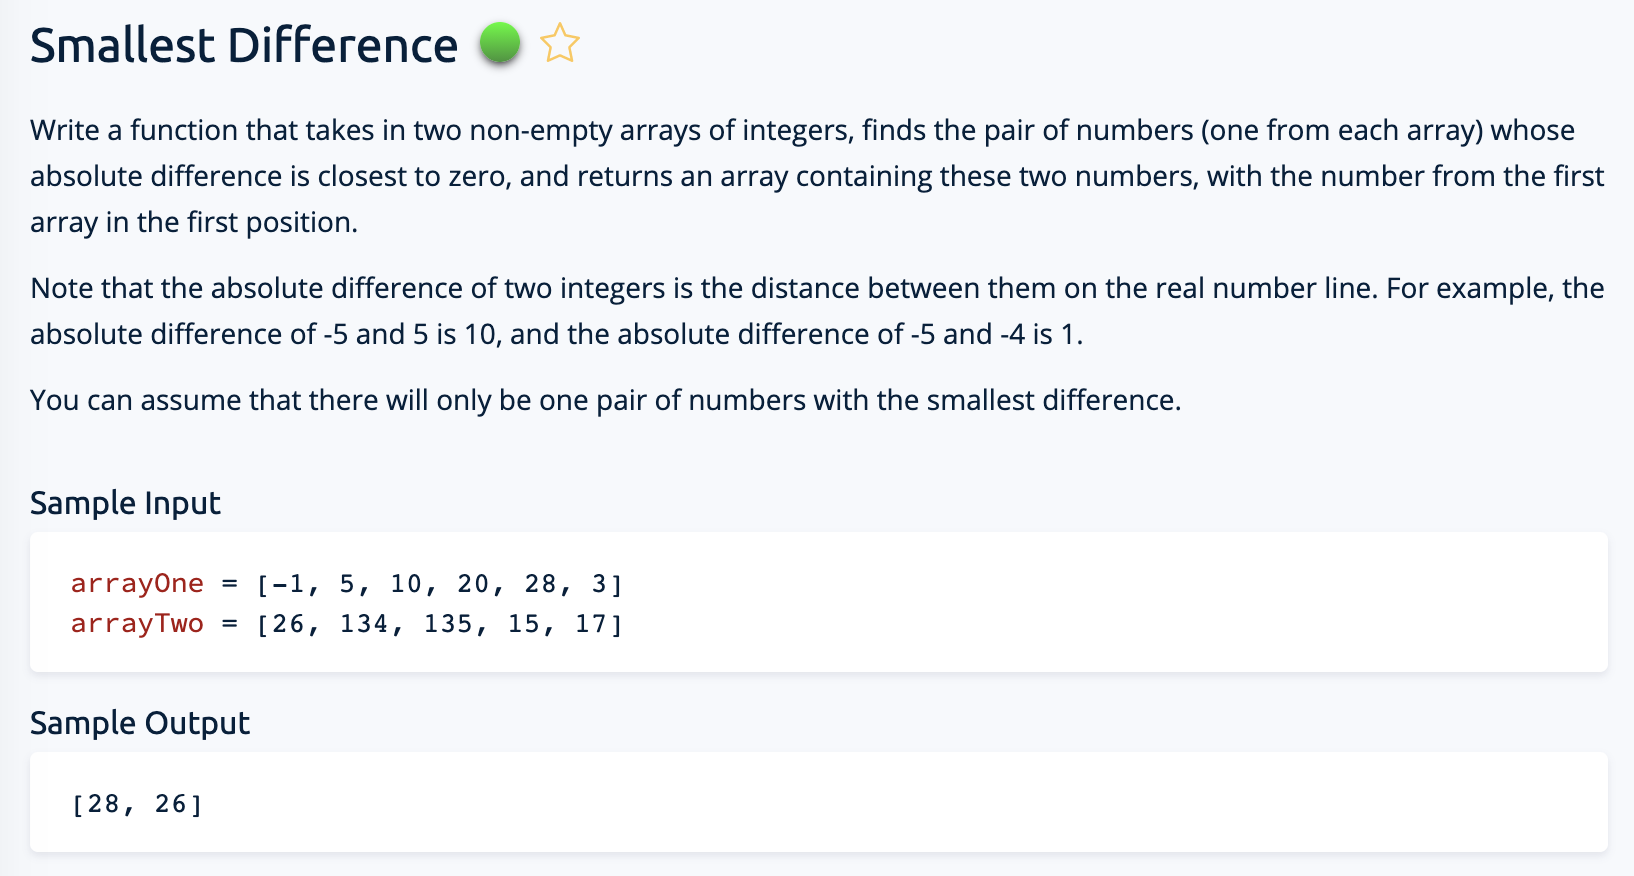 Smallest Difference
Write a function that takes in two non-empty arrays of integers, finds the pair of numbers (one from each array) whose
absolute difference is closest to zero, and returns an array containing these two numbers, with the number from the first
array in the first position.
Note that the absolute difference of two integers is the distance between them on the real number line. For example, the
absolute difference of -5 and 5 is 10, and the absolute difference of -5 and -4 is 1.
You can assume that there will only be one pair of numbers with the smallest difference.
Sample Input
arrayOne = [-1, 5, 10, 20, 28, 3]
arrayTwo = [26, 134, 135, 15, 17]
Sample Output
[28, 26]